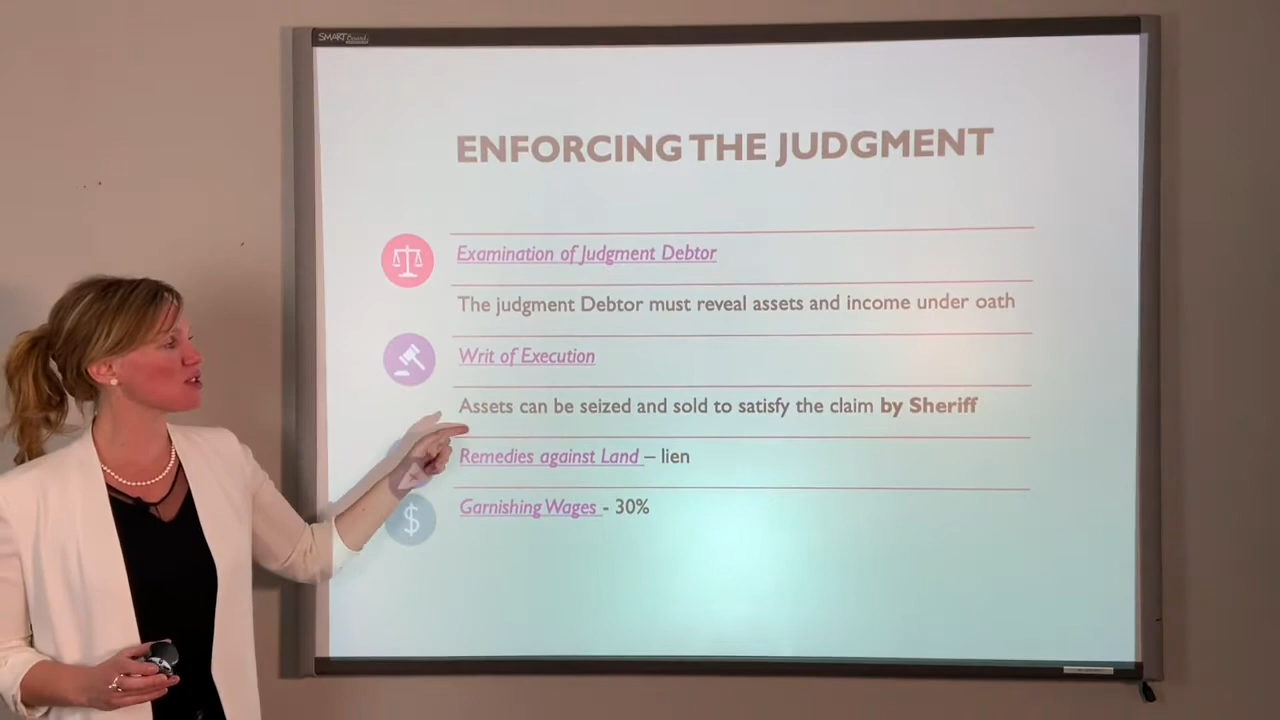 SMART Board
ENFORCING THE JUDGMENT
Examination of Judgment Debtor
The judgment Debtor must reveal assets and income under oath
Writ of Execution
Assets can be seized and sold to satisfy the claim by Sheriff
Remedies against Land – lien
Garnishing Wages - 30%
$